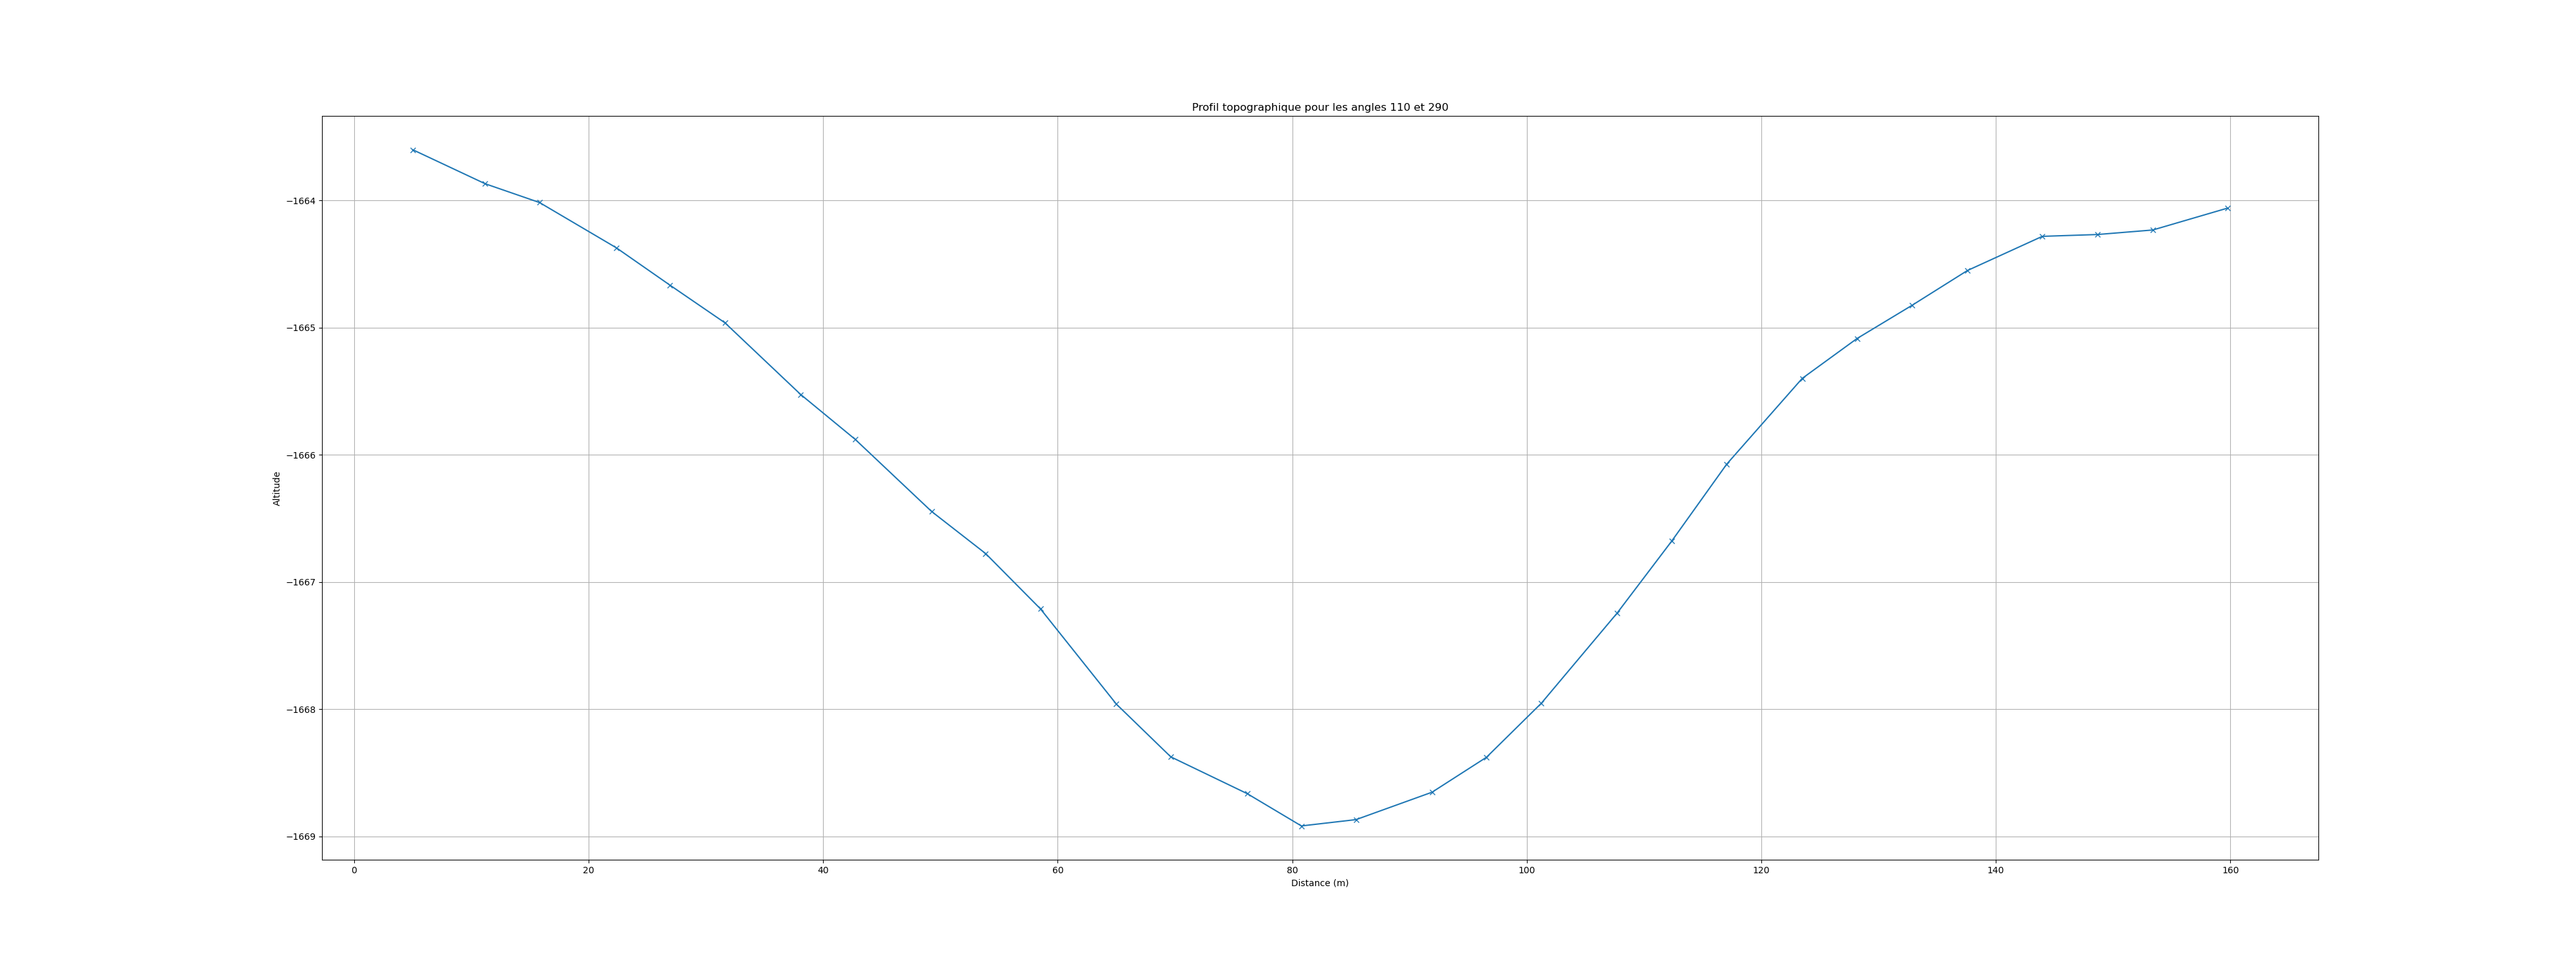 Profil topographique pour les angles 110 et 290
−1664
−1665
−1666
−1667
−1668
−1669
Altitude
0 20 40 60 80 100 120 140 160
Distance (m)